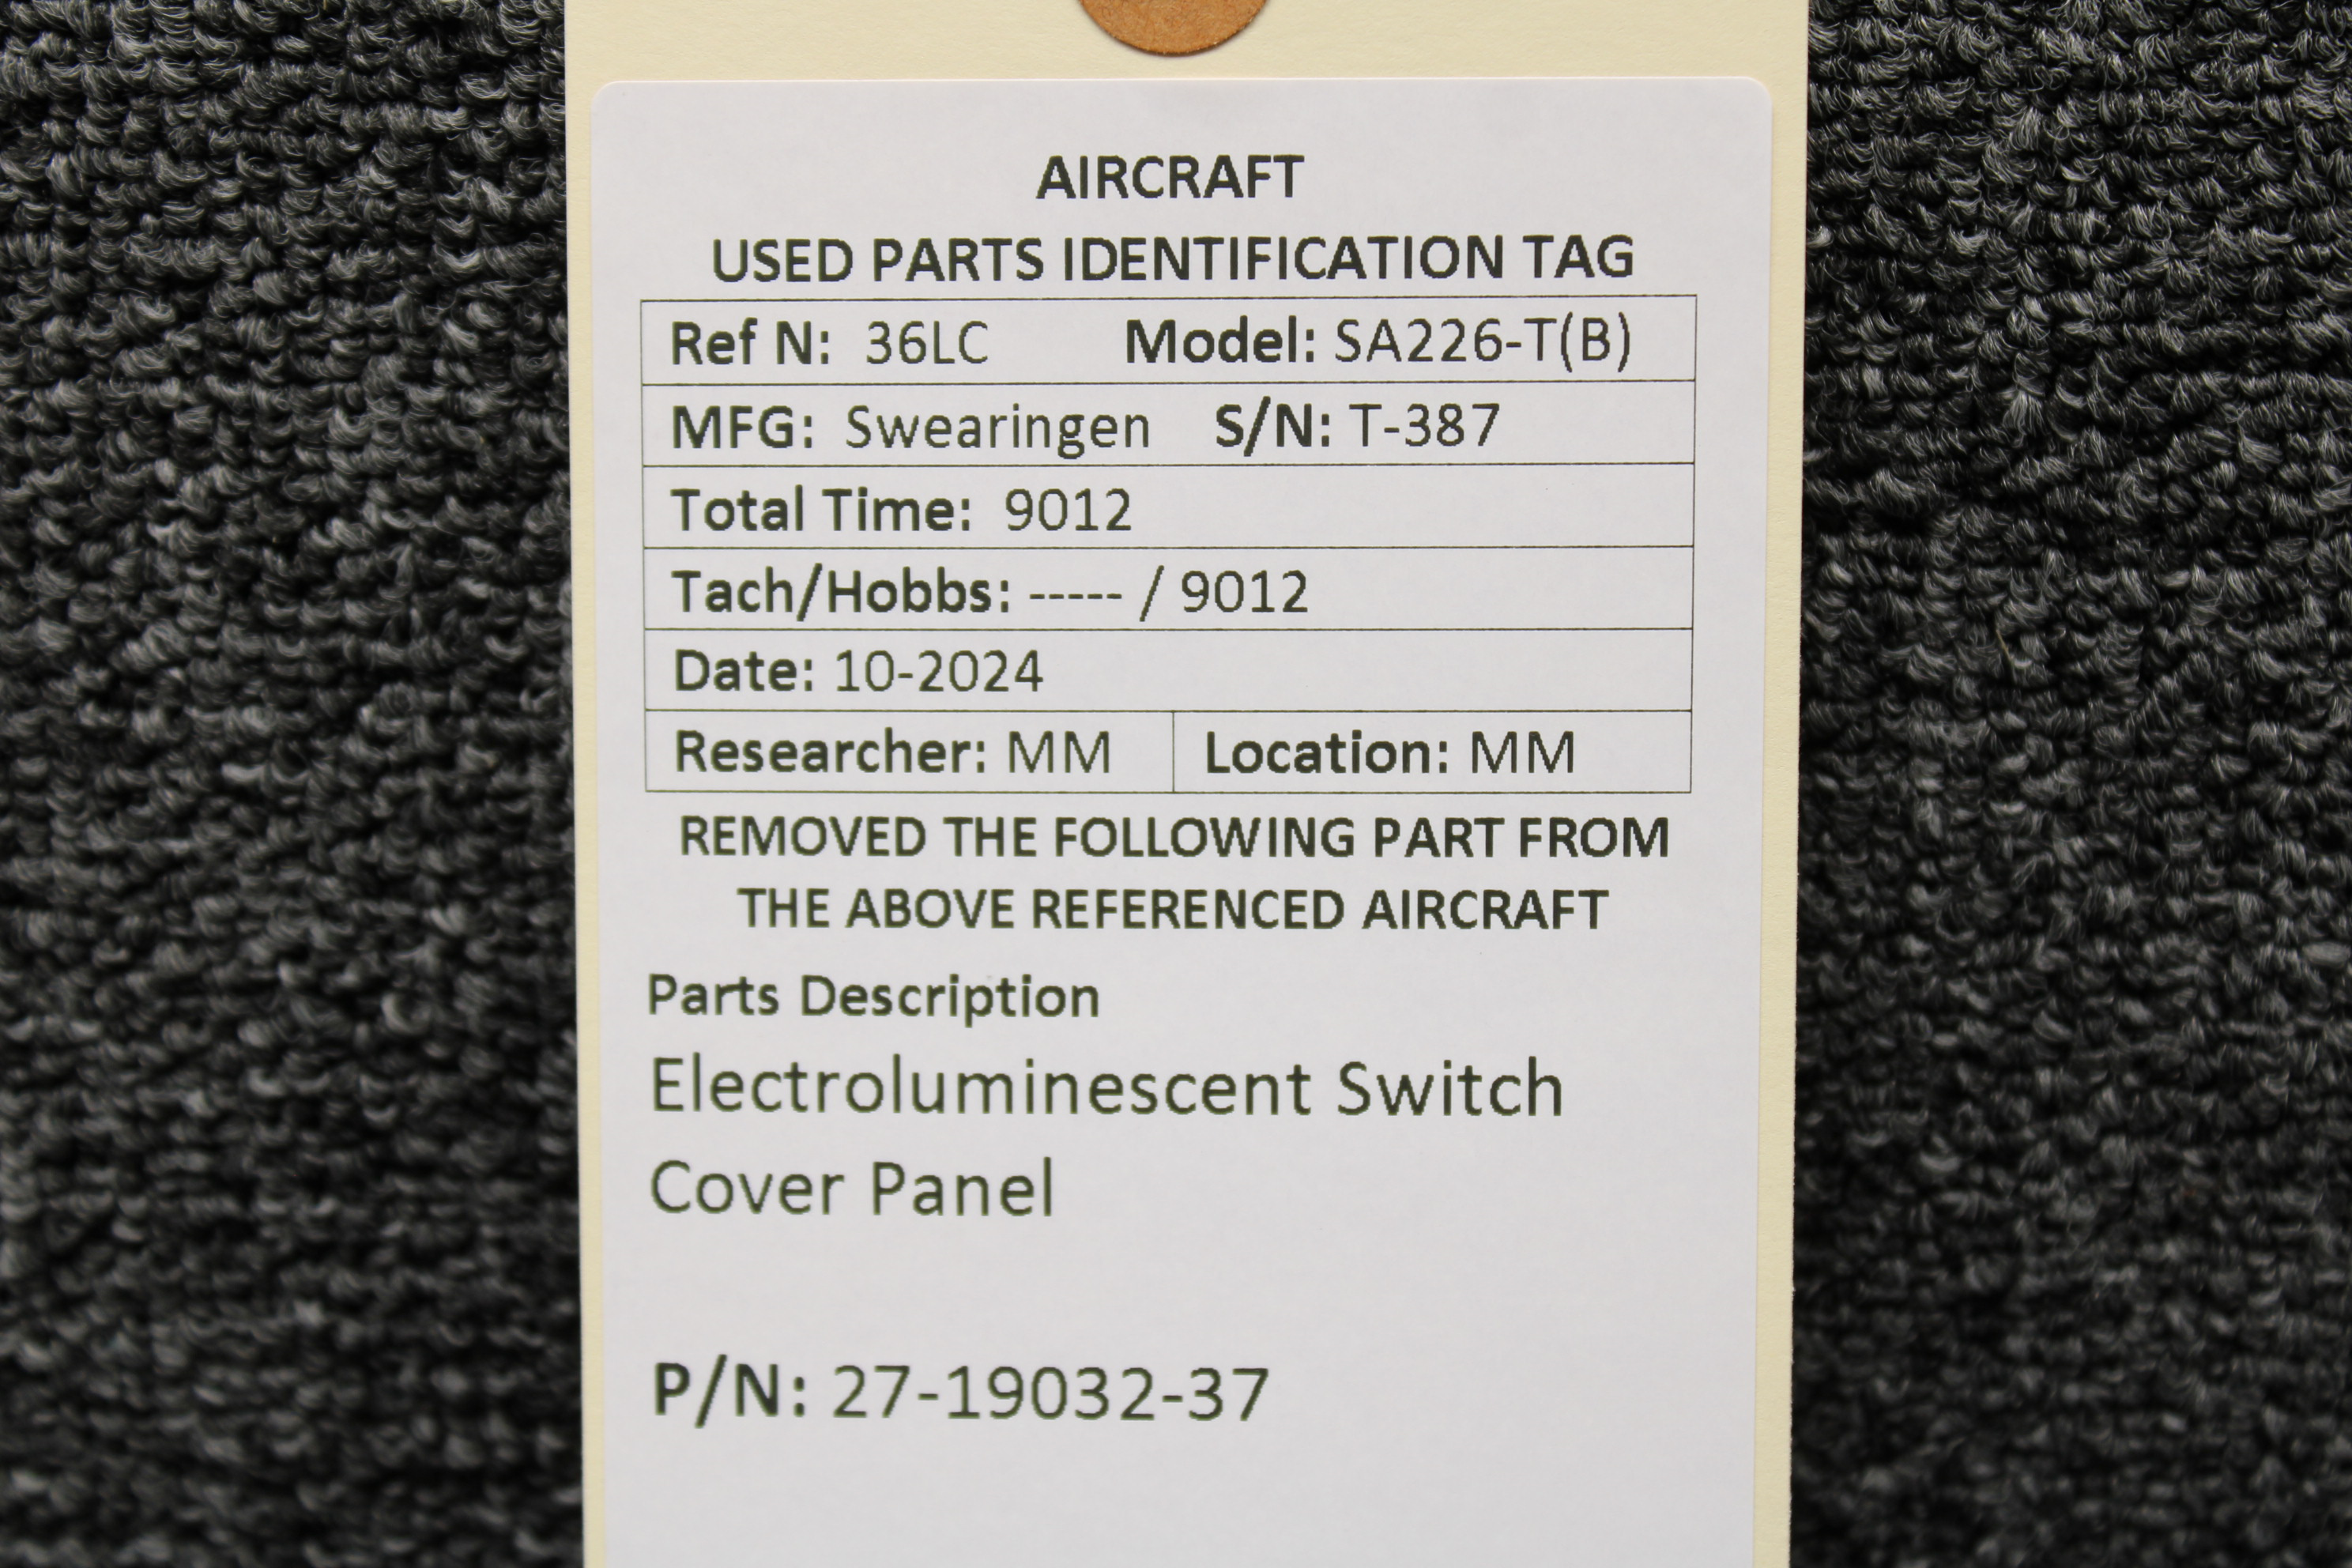 AIRCRAFT
USED PARTS IDENTIFICATION TAG
Ref N: 36LC Model: SA226-T(B)
MFG: Swearingen S/N: T-387
Total Time: 9012
Tach/Hobbs: ----- / 9012
Date: 10-2024
Researcher: MM Location: MM
REMOVED THE FOLLOWING PART FROM
THE ABOVE REFERENCED AIRCRAFT
Parts Description
Electroluminescent Switch
Cover Panel
P/N: 27-19032-37